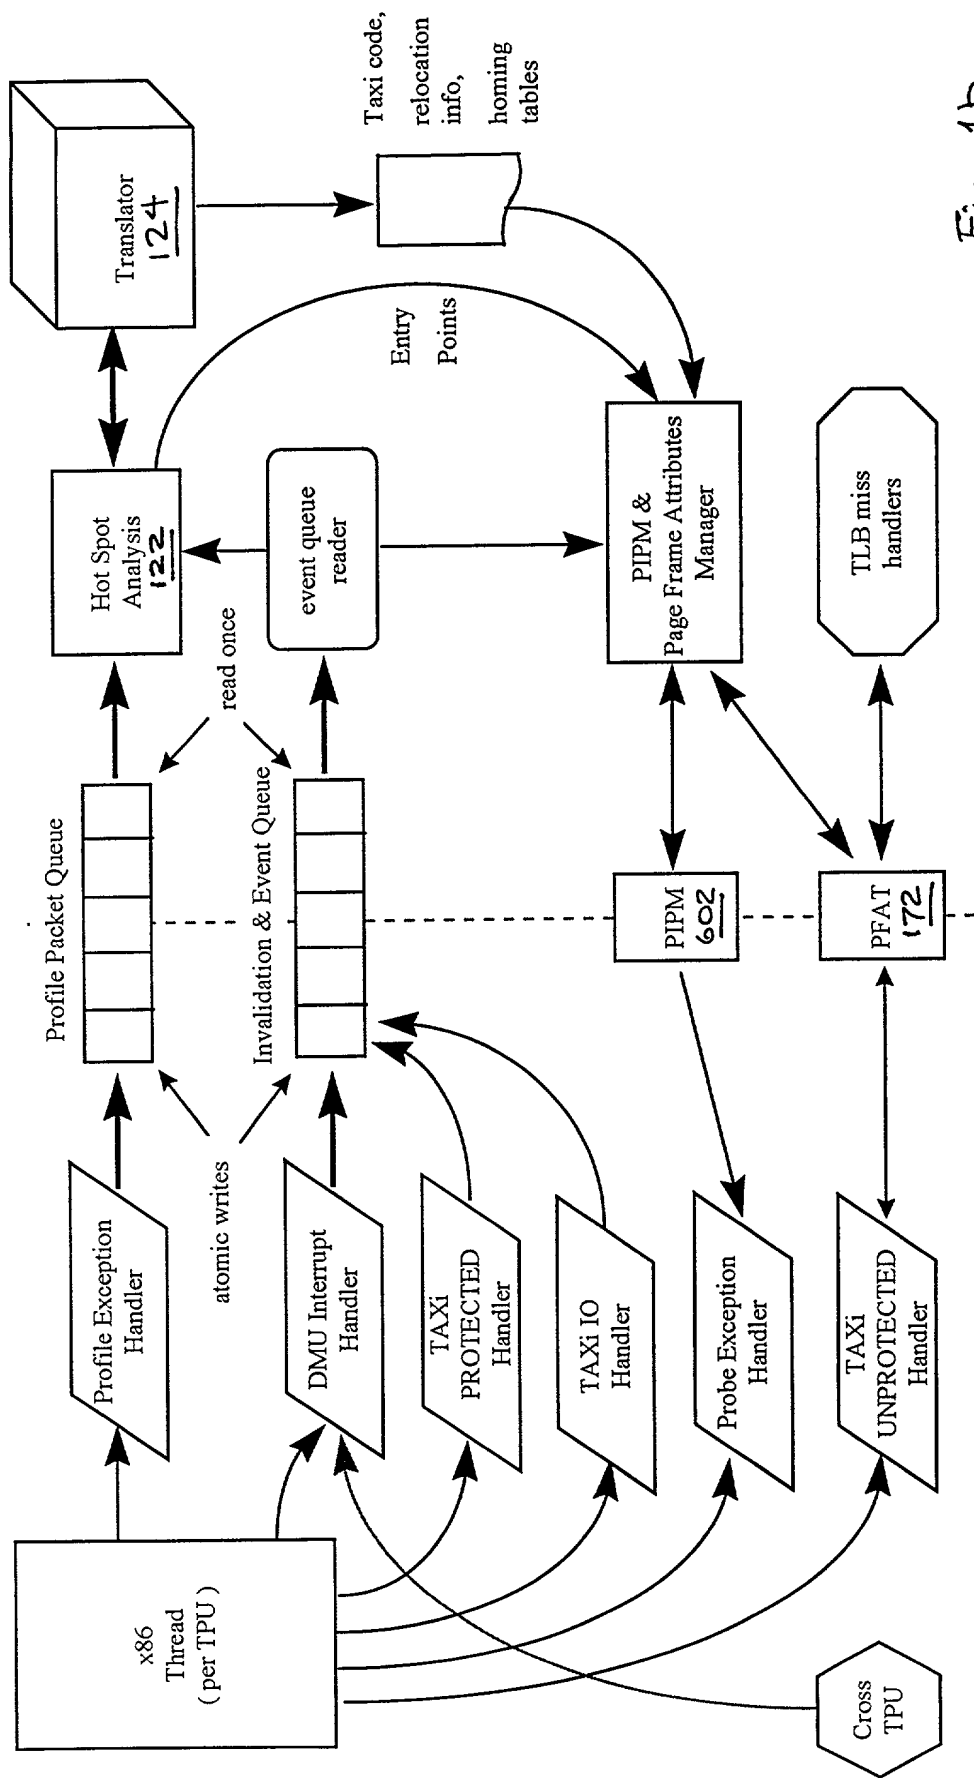 x86
Thread
( per TPU )
Cross
TPU
Profile Exception
Handler
DMU Interrupt
Handler
TAXi
PROTECTED
Handler
TAXi IO
Handler
Probe Exception
Handler
TAXi
UNPROTECTED
Handler
atomic writes
Profile Packet Queue
Invalidation & Event Queue
read once
PIPM
602
PFAT
172
Hot Spot
Analysis
122
event queue
reader
PIPM &
Page Frame Attributes
Manager
TLB miss
handlers
Translator
124
Entry
Points
Taxi code,
relocation
info,
homing
tables
Fig. 1b